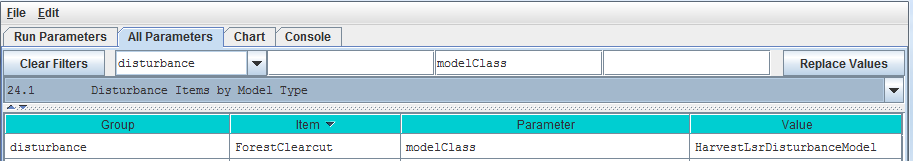 File Edit
Run Parameters All Parameters Chart Console
Clear Filters disturbance modelClass Replace Values
24.1 Disturbance Items by Model Type
Group Item Parameter Value
disturbance ForestClearcut modelClass HarvestLsrDisturbanceModel